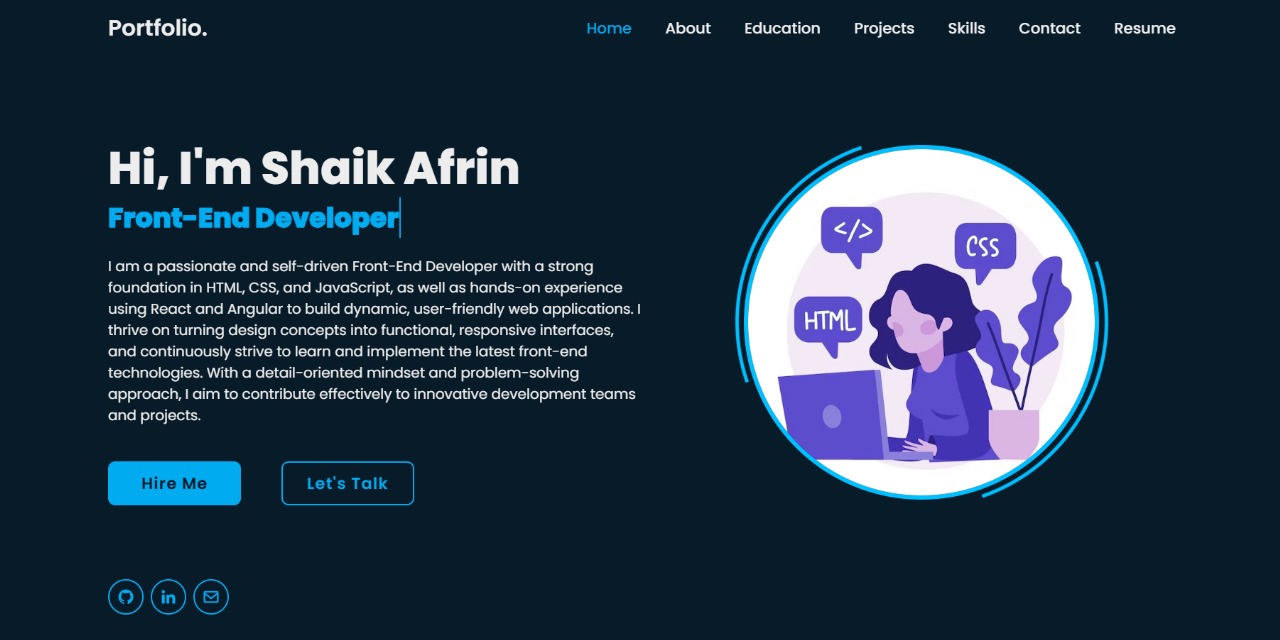 Portfolio.
Home About Education Projects Skills Contact Resume
Hi, I'm Shaik Afrin
Front-End Developer
I am a passionate and self-driven Front-End Developer with a strong
foundation in HTML, CSS, and JavaScript, as well as hands-on experience
using React and Angular to build dynamic, user-friendly web applications. I
thrive on turning design concepts into functional, responsive interfaces,
and continuously strive to learn and implement the latest front-end
technologies. With a detail-oriented mindset and problem-solving
approach, I aim to contribute effectively to innovative development teams
and projects.
Hire Me
Let's Talk
</>
CSS
HTML
in